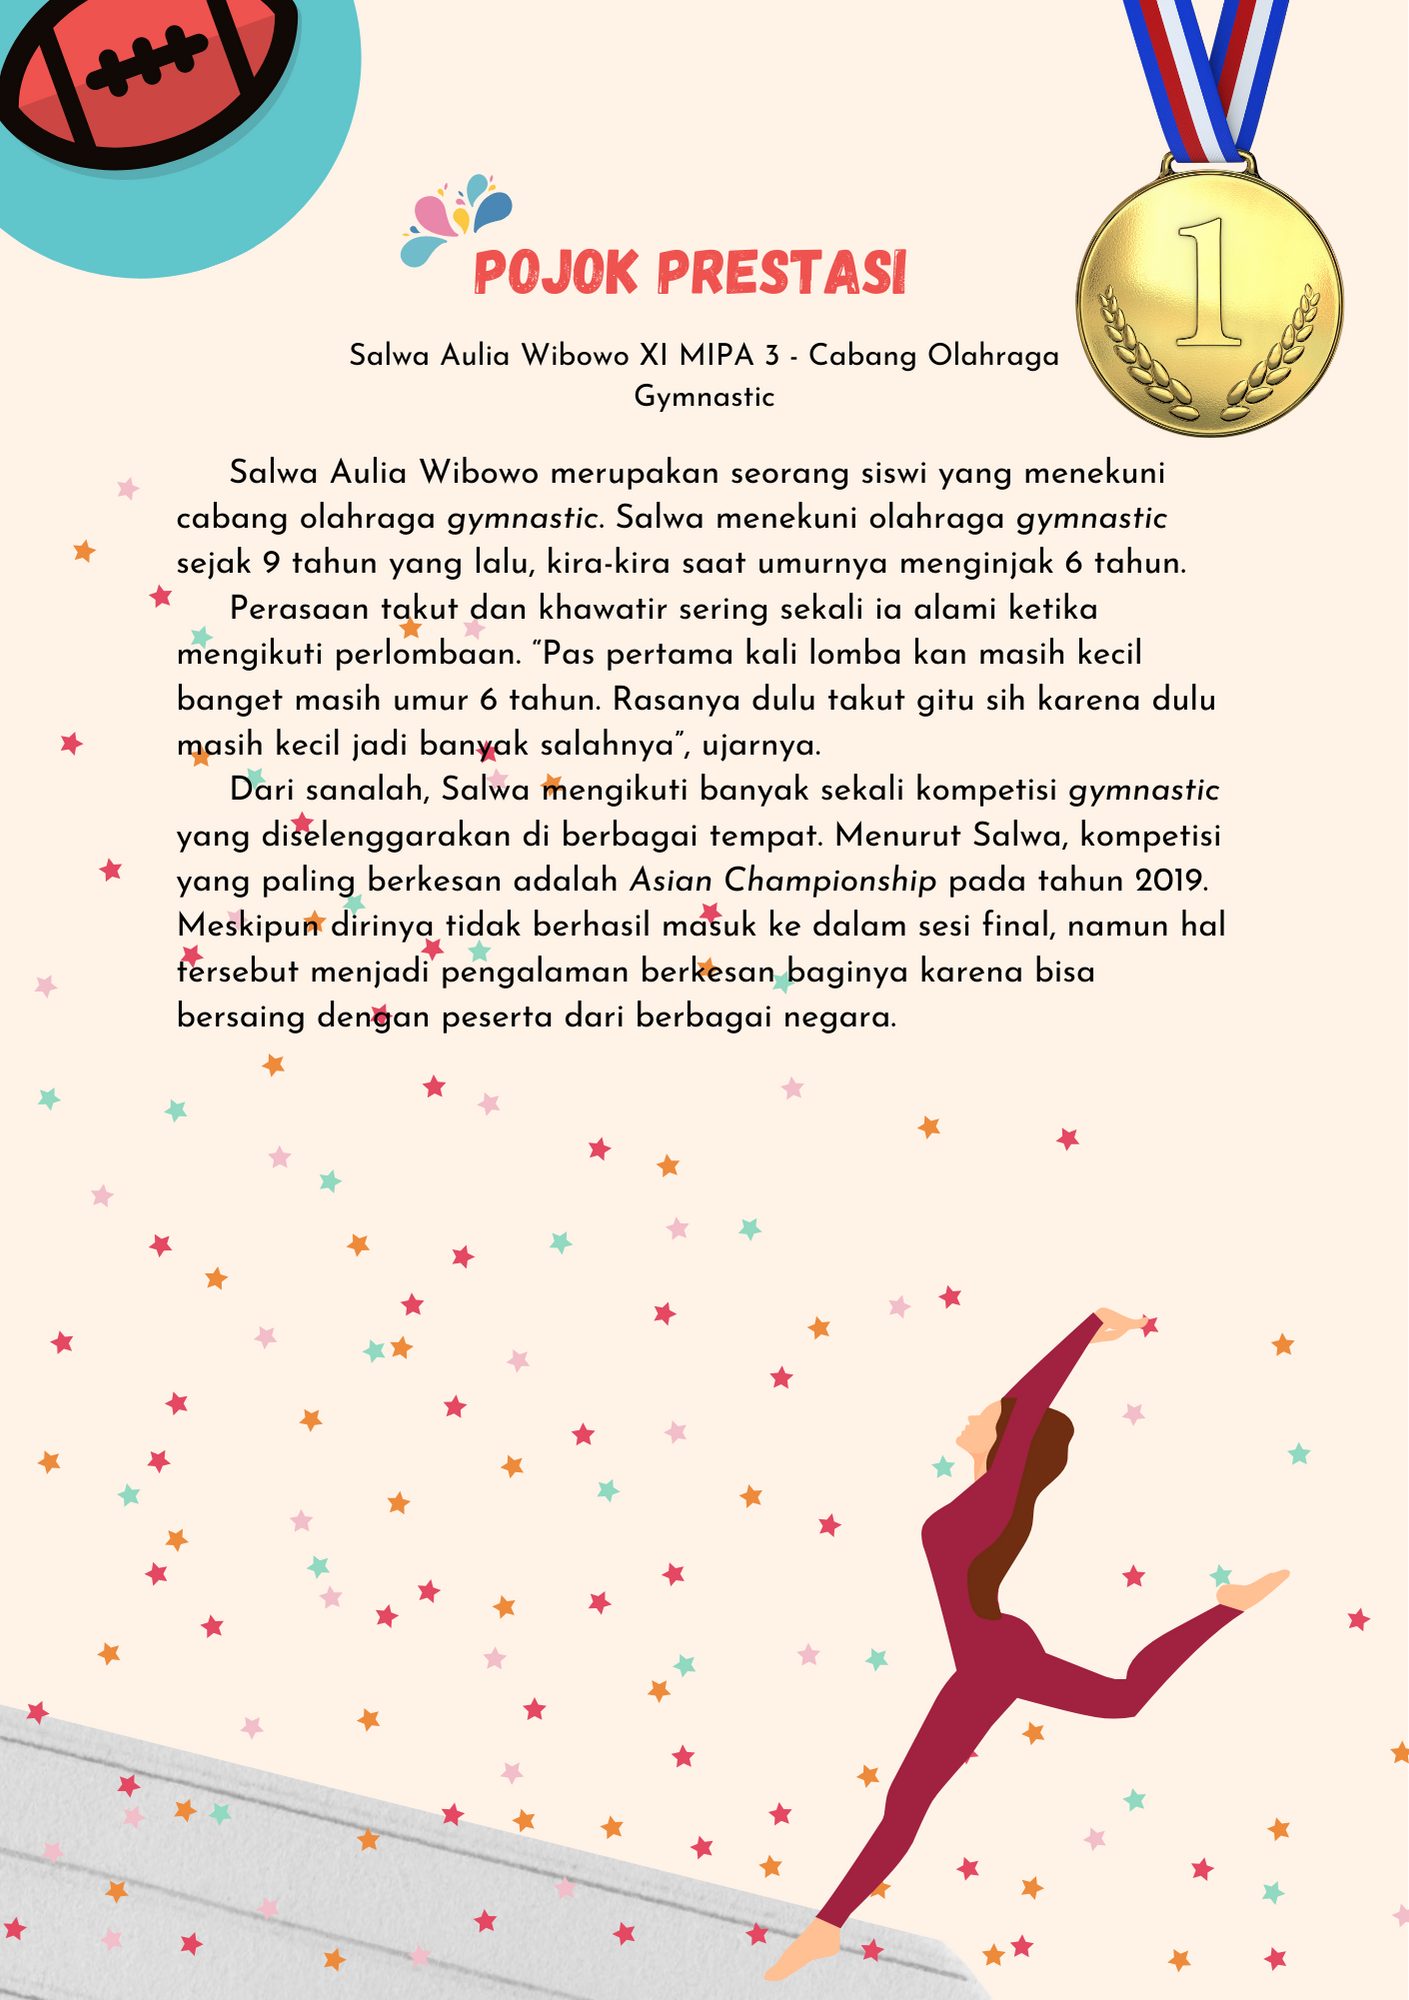 POJOK PRESTASI
Salwa Aulia Wibowo XI MIPA 3 - Cabang Olahraga
Gymnastic
1
Salwa Aulia Wibowo merupakan seorang siswi yang menekuni
cabang olahraga gymnastic. Salwa menekuni olahraga gymnastic
sejak 9 tahun yang lalu, kira-kira saat umurnya menginjak 6 tahun.
Perasaan takut dan khawatir sering sekali ia alami ketika
mengikuti perlombaan. “Pas pertama kali lomba kan masih kecil
banget masih umur 6 tahun. Rasanya dulu takut gitu sih karena dulu
masih kecil jadi banyak salahnya”, ujarnya.
Dari sanalah, Salwa mengikuti banyak sekali kompetisi gymnastic
yang diselenggarakan di berbagai tempat. Menurut Salwa, kompetisi
yang paling berkesan adalah Asian Championship pada tahun 2019.
Meskipun dirinya tidak berhasil masuk ke dalam sesi final, namun hal
tersebut menjadi pengalaman berkesan baginya karena bisa
bersaing dengan peserta dari berbagai negara.